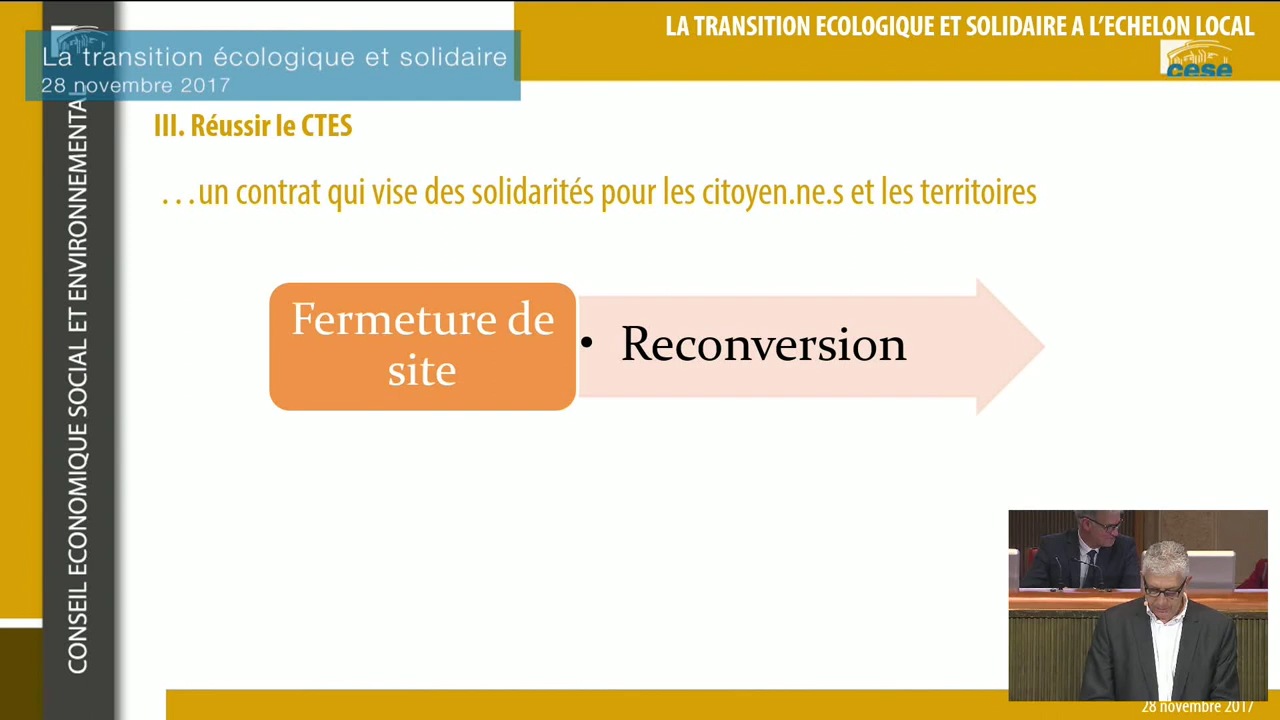 LA TRANSITION ECOLOGIQUE ET SOLIDAIRE A L'ECHELON LOCAL
cese
La transition écologique et solidaire
28 novembre 2017
CONSEIL ECONOMIQUE SOCIAL ET ENVIRONNEMENTAL
III. Réussir le CTES
...un contrat qui vise des solidarités pour les citoyen.ne.s et les territoires
Fermeture de
site
• Reconversion
28 novembre 2017